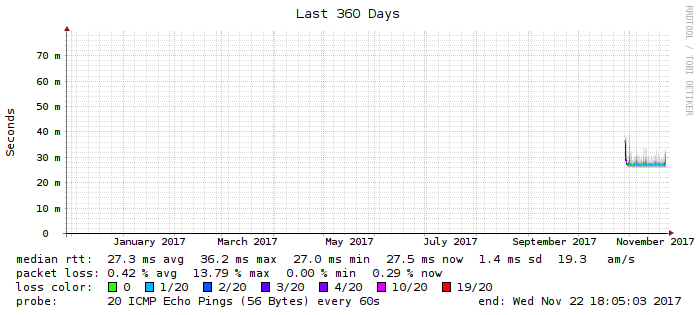 Last 360 Days
RRDTOOL / TOBI OETIKER
Seconds
70 m
60 m
50 m
40 m
30 m
20 m
10 m
0
January 2017 March 2017 May 2017 July 2017 September 2017 November 2017
median rtt: 27.3 ms avg 36.2 ms max 27.0 ms min 27.5 ms now 1.4 ms sd 19.3 am/s
packet loss: 0.42 % avg 13.79 % max 0.00 % min 0.29 % now
loss color: 0 1/20 2/20 3/20 4/20 10/20 19/20
probe: 20 ICMP Echo Pings (56 Bytes) every 60s end: Wed Nov 22 18:05:03 2017